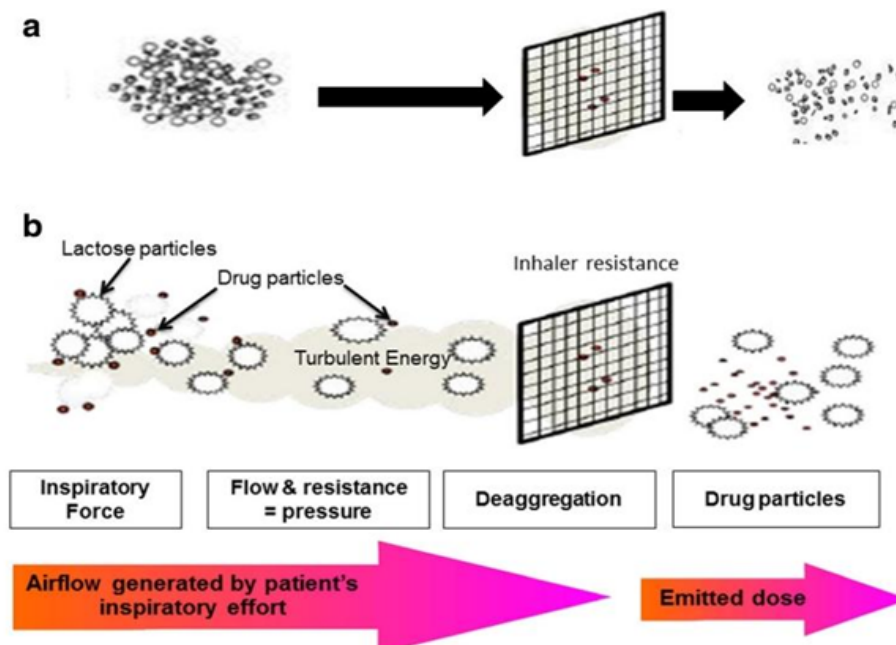 a
b
Lactose particles
Drug particles
Inhaler resistance
Turbulent Energy
Inspiratory
Force
Flow & resistance
= pressure
Deaggregation
Drug particles
Airflow generated by patient's
inspiratory effort
Emitted dose